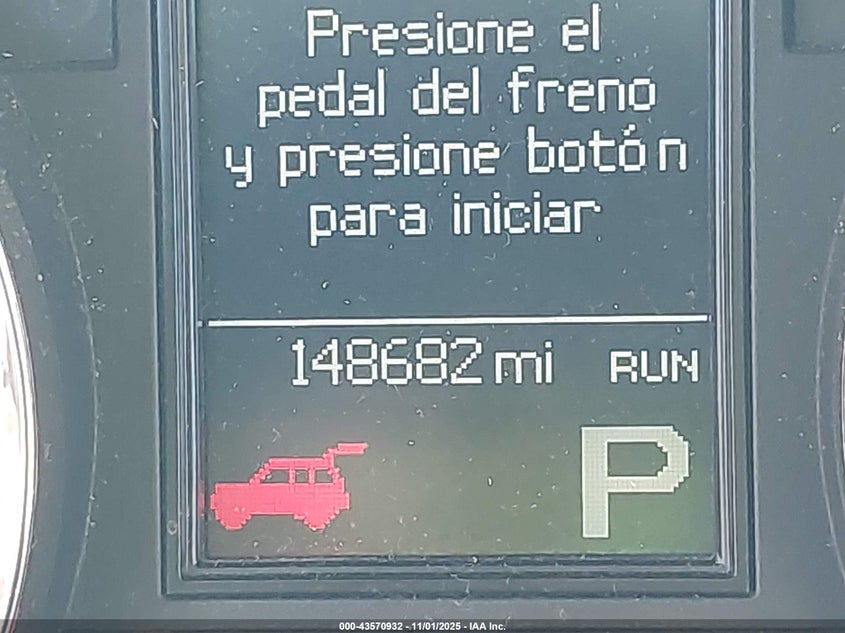 Presione el
pedal del freno
y presione botón
para iniciar
148682 mi RUN
P
000-43570932 - 11/01/2025 - IAA Inc.